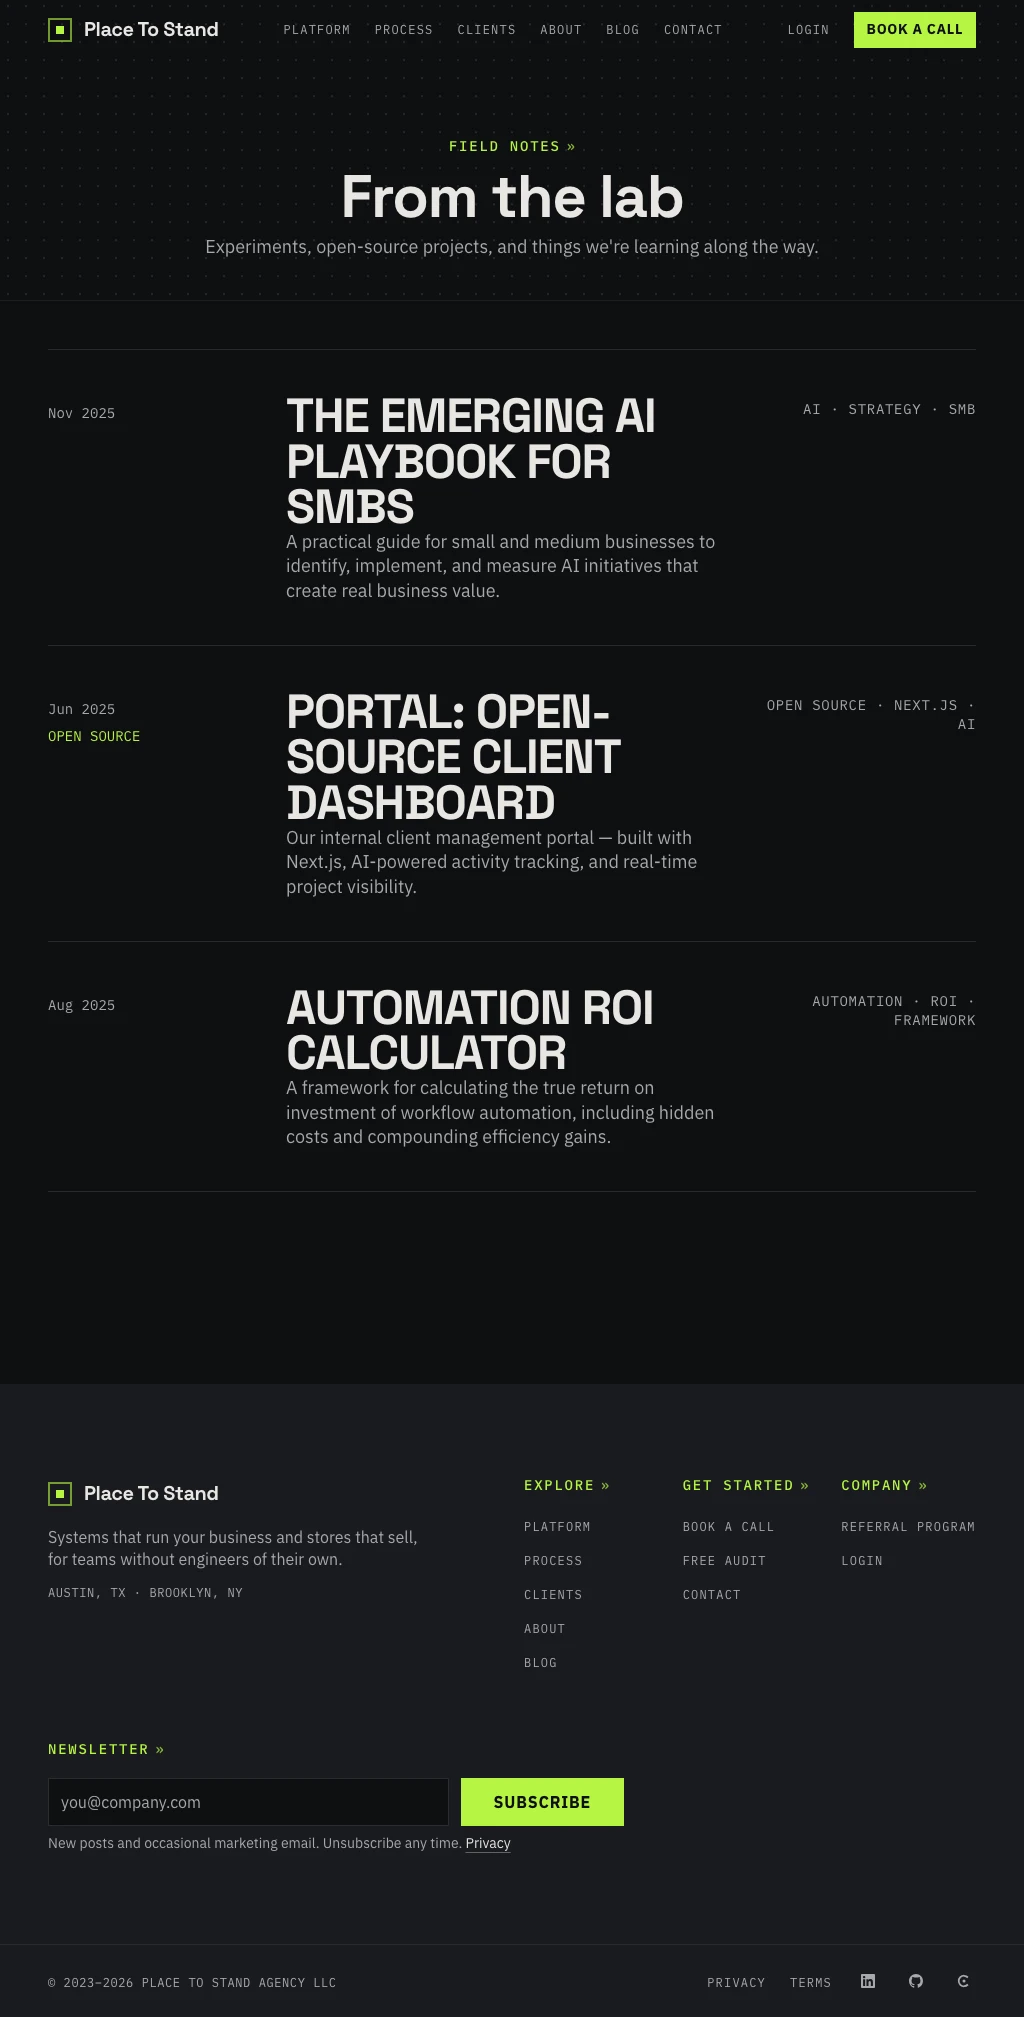 Place To Stand
PLATFORM PROCESS CLIENTS ABOUT BLOG CONTACT
LOGIN
BOOK A CALL
FIELD NOTES »
From the lab
Experiments, open-source projects, and things we're learning along the way.
Nov 2025
THE EMERGING AI
PLAYBOOK FOR
SMBS
A practical guide for small and medium businesses to
identify, implement, and measure AI initiatives that
create real business value.
AI · STRATEGY · SMB
Jun 2025
OPEN SOURCE
PORTAL: OPEN-
SOURCE CLIENT
DASHBOARD
Our internal client management portal — built with
Next.js, AI-powered activity tracking, and real-time
project visibility.
OPEN SOURCE · NEXT.JS ·
AI
Aug 2025
AUTOMATION ROI
CALCULATOR
A framework for calculating the true return on
investment of workflow automation, including hidden
costs and compounding efficiency gains.
AUTOMATION · ROI ·
FRAMEWORK
Place To Stand
Systems that run your business and stores that sell,
for teams without engineers of their own.
AUSTIN, TX · BROOKLYN, NY
EXPLORE »
PLATFORM
PROCESS
CLIENTS
ABOUT
BLOG
GET STARTED »
BOOK A CALL
FREE AUDIT
CONTACT
COMPANY »
REFERRAL PROGRAM
LOGIN
NEWSLETTER »
you@company.com
SUBSCRIBE
New posts and occasional marketing email. Unsubscribe any time. Privacy
© 2023–2026 PLACE TO STAND AGENCY LLC
PRIVACY TERMS